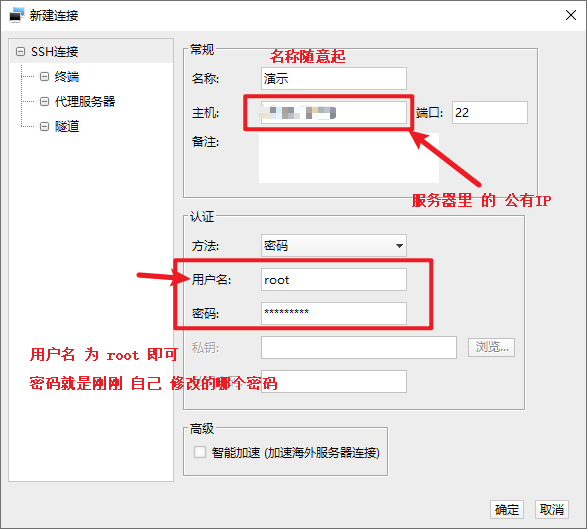 新建连接
SSH连接
终端
代理服务器
隧道
常规
名称随意起
名称:
演示
主机:
端口:
22
备注:
服务器里 的 公有IP
认证
方法:
密码
用户名:
root
密码:
*********
私钥:
浏览...
用户名 为 root 即可
密码就是刚刚 自己 修改的哪个密码
高级
智能加速 (加速海外服务器连接)
确定
取消